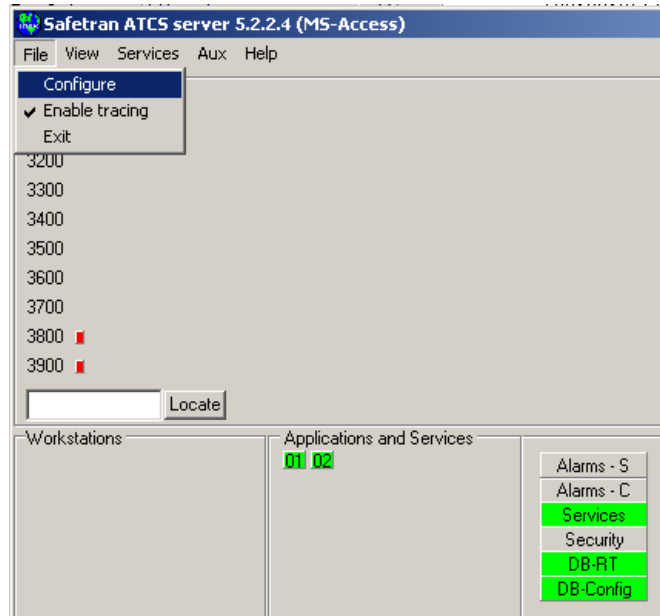 Safetran ATCS server 5.2.2.4 (MS-Access)
File View Services Aux Help
Configure
Enable tracing
Exit
3200
3300
3400
3500
3600
3700
3800
3900
Locate
Workstations
Applications and Services
01 02
Alarms - S
Alarms - C
Services
Security
DB-RT
DB-Config